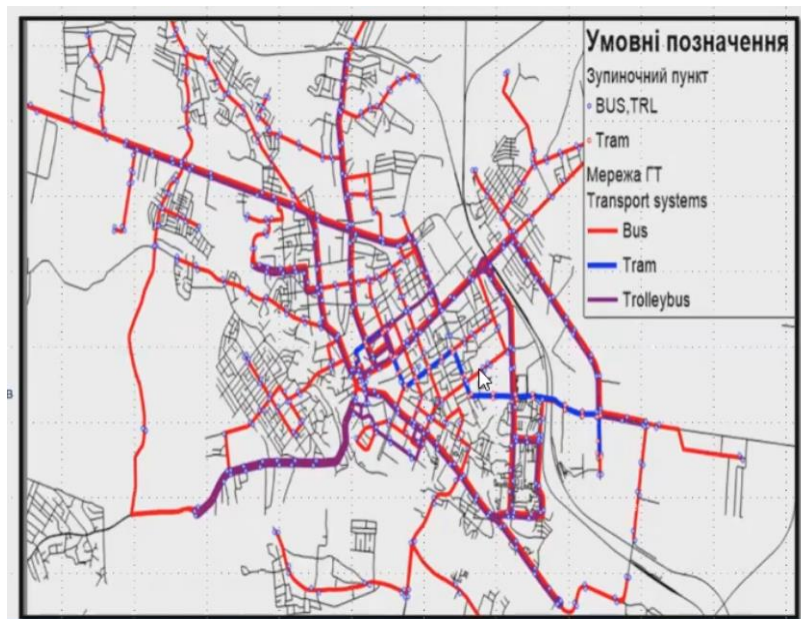 Умовні позначення
Зупиночний пункт
BUS,TRL
Tram
Мережа ГТ
Transport systems
Bus
Tram
Trolleybus
в